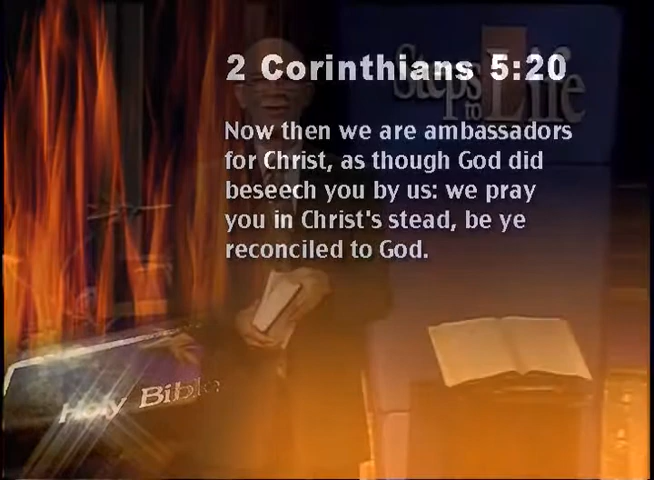 2 Corinthians 5:20
Steps
TO Life
Now then we are ambassadors
for Christ, as though God did
beseech you by us: we pray
you in Christ's stead, be ye
reconciled to God.
Holy Bible